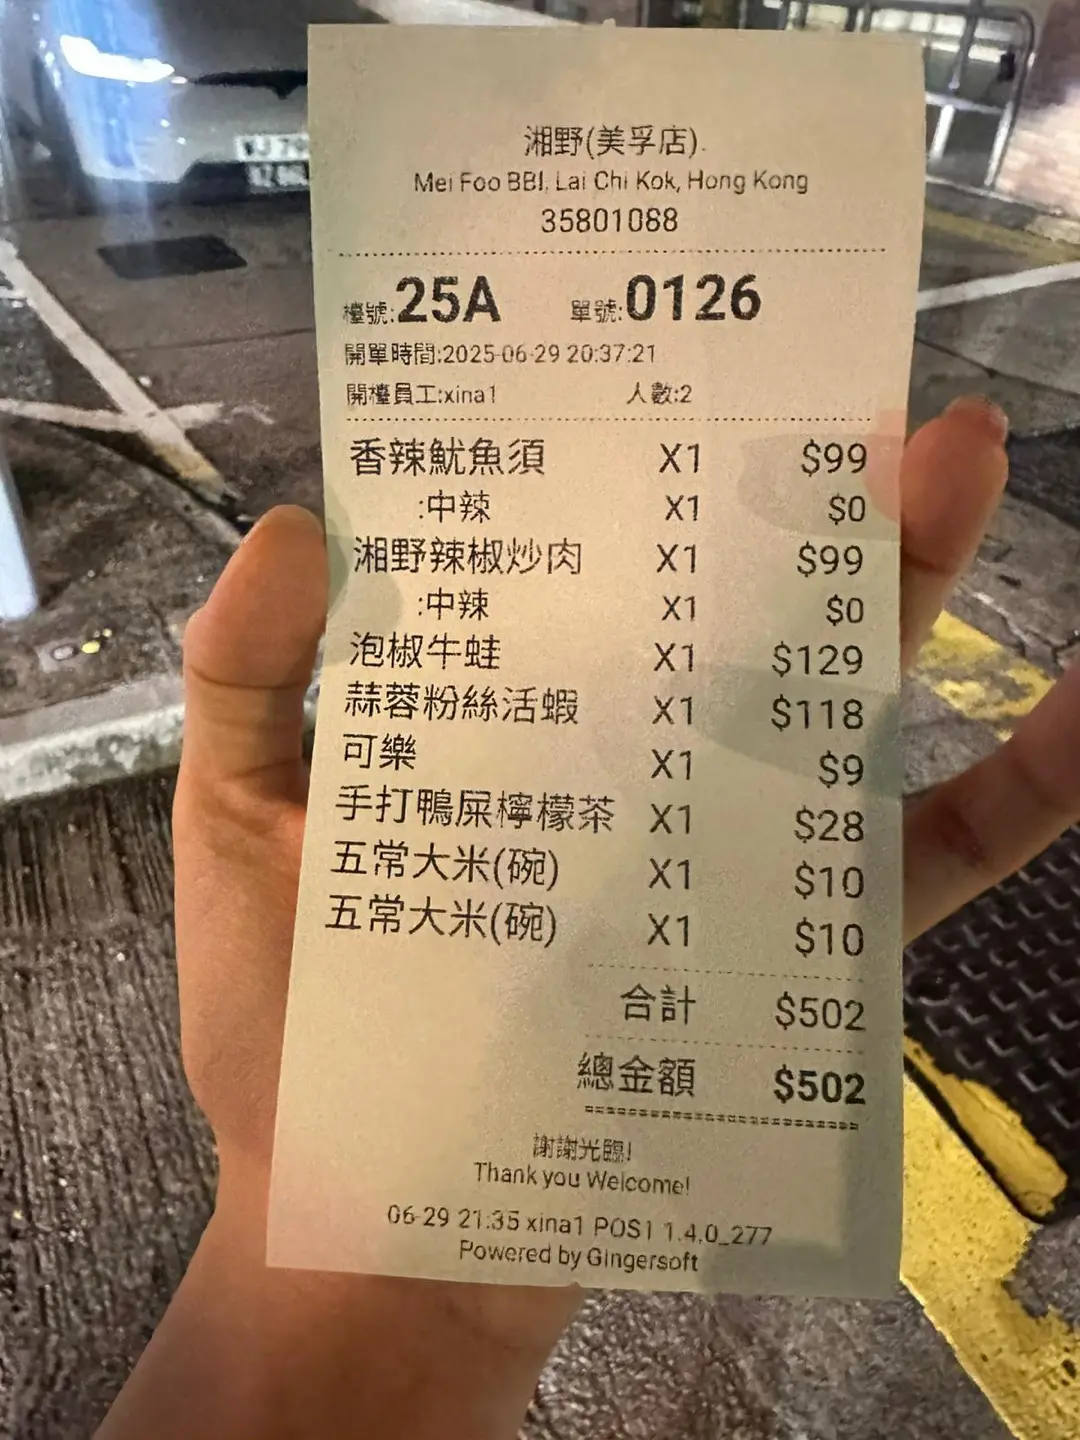 湘野(美孚店).
Mei Foo BBI, Lai Chi Kok, Hong Kong
35801088
檯號:25A 單號:0126
開單時間:2025-06-29 20:37:21
開檯員工:xina1 人數:2
香辣魷魚須 X1 $99
:中辣 X1 $0
湘野辣椒炒肉 X1 $99
:中辣 X1 $0
泡椒牛蛙 X1 $129
蒜蓉粉絲活蝦 X1 $118
可樂 X1 $9
手打鴨屎檸檬茶 X1 $28
五常大米(碗) X1 $10
五常大米(碗) X1 $10
合計 $502
總金額 $502
謝謝光臨!
Thank you Welcome!
06-29 21:35 xina1 POS1 1.4.0_277
Powered by Gingersoft